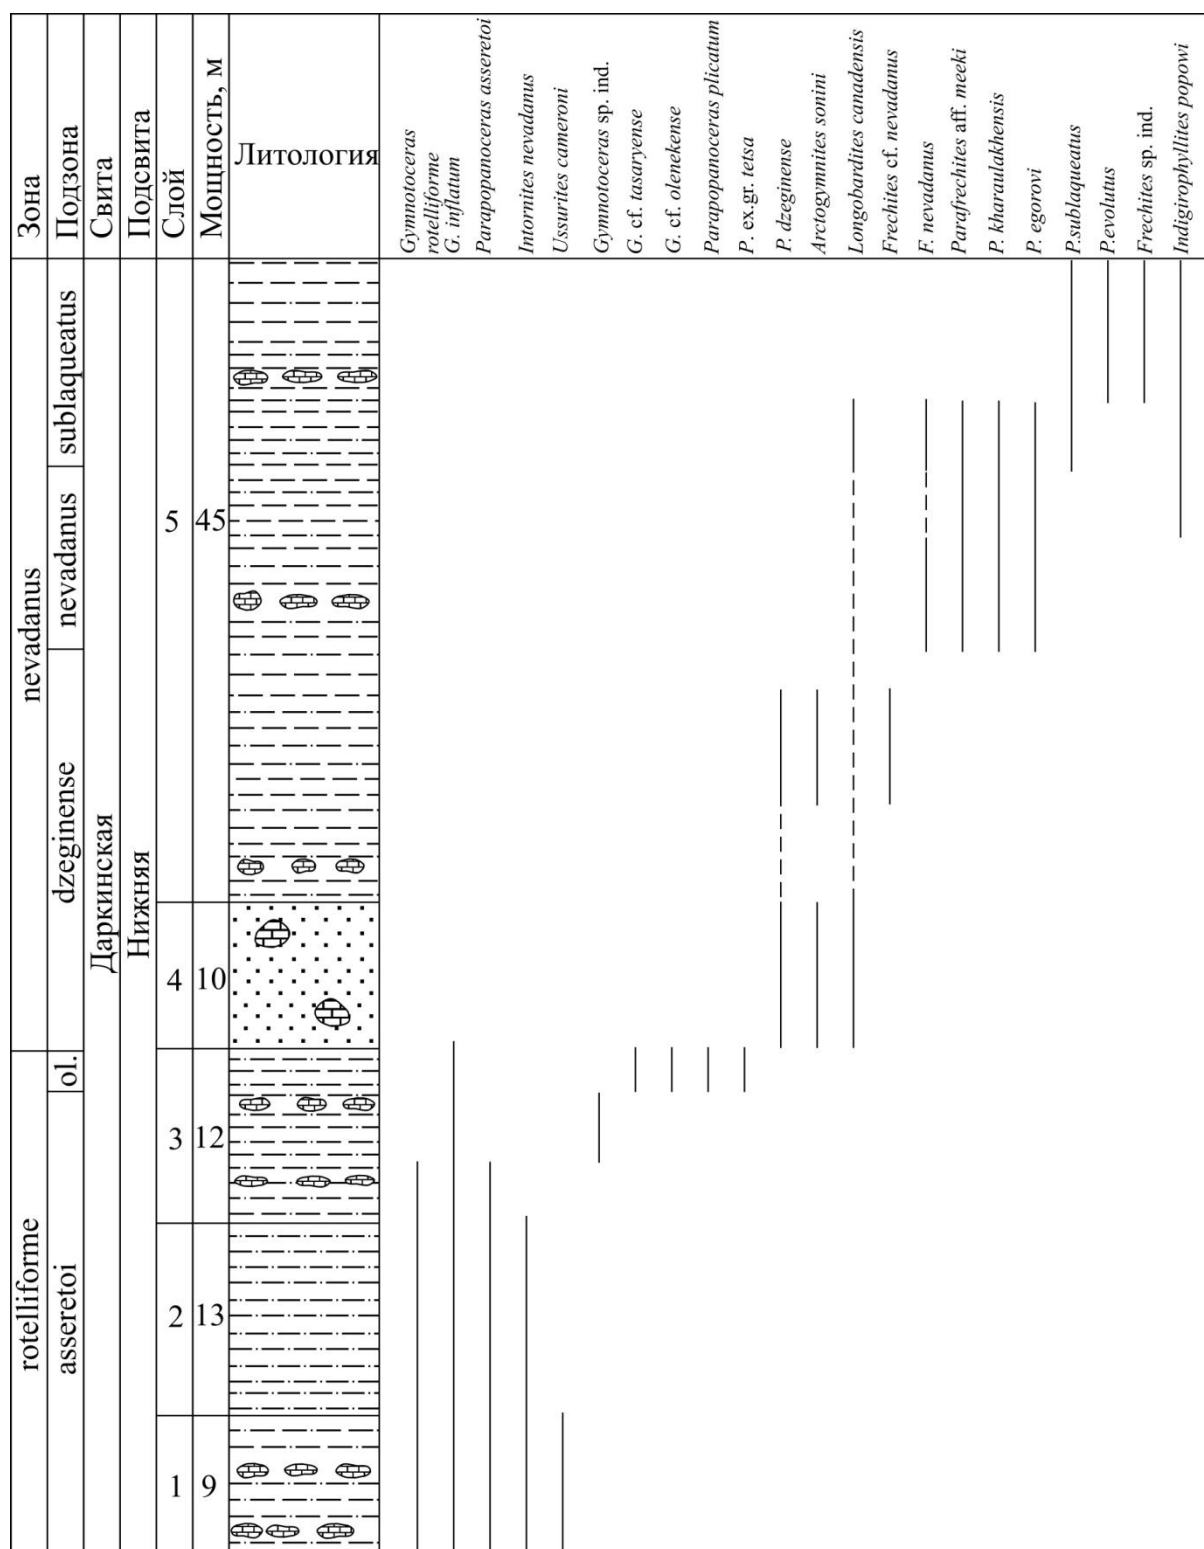 Зона
Подзона
Свита
Подсвита
Слой
Мощность, м
Литология
Gymnotoceras
rotelliforme
G. inflatum
Parapopanoceras asseretoi
Intornites nevadanus
Ussurites cameroni
Gymnotoceras sp. ind.
G. cf. tasaryense
G. cf. olenekense
Parapopanoceras plicatum
P. ex.gr. tetsa
P. dzeginense
Arctogymnites sonini
Longobardites canadensis
Frechites cf. nevadanus
F. nevadanus
Parafrechites aff. meeki
P. kharaulakhensis
P. egorovi
P.sublaqueatus
P.evolutus
Frechites sp. ind.
Indigirophyllites popowi
nevadanus
rotelliforme
sublaqueatus
nevadanus
dzeginense
ol.
asseretoi
Даркинская
Нижняя
5 45
4 10
3 12
2 13
1 9